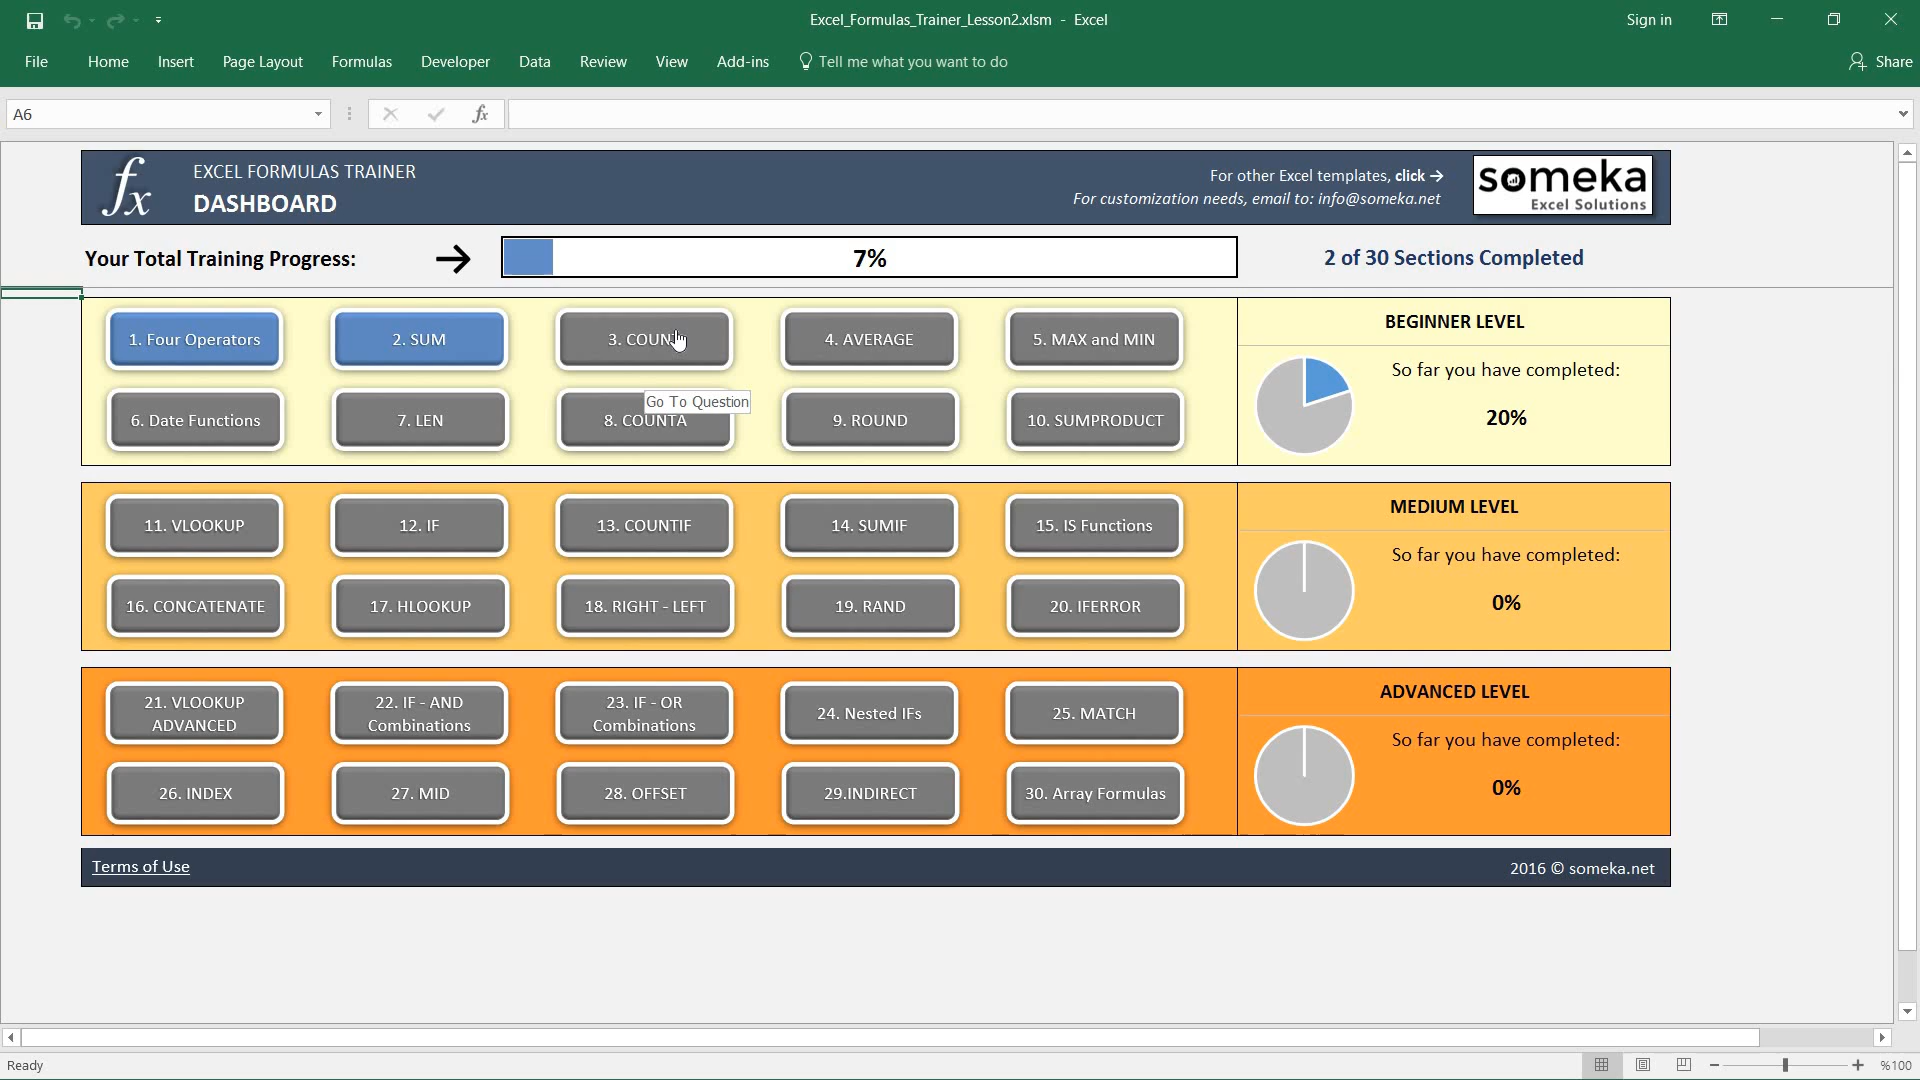 Excel_Formulas_Trainer_Lesson2.xlsm - Excel
Sign in
File Home Insert Page Layout Formulas Developer Data Review View Add-ins Tell me what you want to do Share
A6
fx
fx
EXCEL FORMULAS TRAINER
DASHBOARD
For other Excel templates, click →
For customization needs, email to: info@someka.net
someka
Excel Solutions
Your Total Training Progress:
7%
2 of 30 Sections Completed
1. Four Operators
2. SUM
3. COUNT
4. AVERAGE
5. MAX and MIN
Go To Question
6. Date Functions
7. LEN
8. COUNTA
9. ROUND
10. SUMPRODUCT
BEGINNER LEVEL
So far you have completed:
20%
11. VLOOKUP
12. IF
13. COUNTIF
14. SUMIF
15. IS Functions
16. CONCATENATE
17. HLOOKUP
18. RIGHT - LEFT
19. RAND
20. IFERROR
MEDIUM LEVEL
So far you have completed:
0%
21. VLOOKUP
ADVANCED
22. IF - AND
Combinations
23. IF - OR
Combinations
24. Nested IFs
25. MATCH
26. INDEX
27. MID
28. OFFSET
29.INDIRECT
30. Array Formulas
ADVANCED LEVEL
So far you have completed:
0%
Terms of Use
2016 © someka.net
Ready
%100